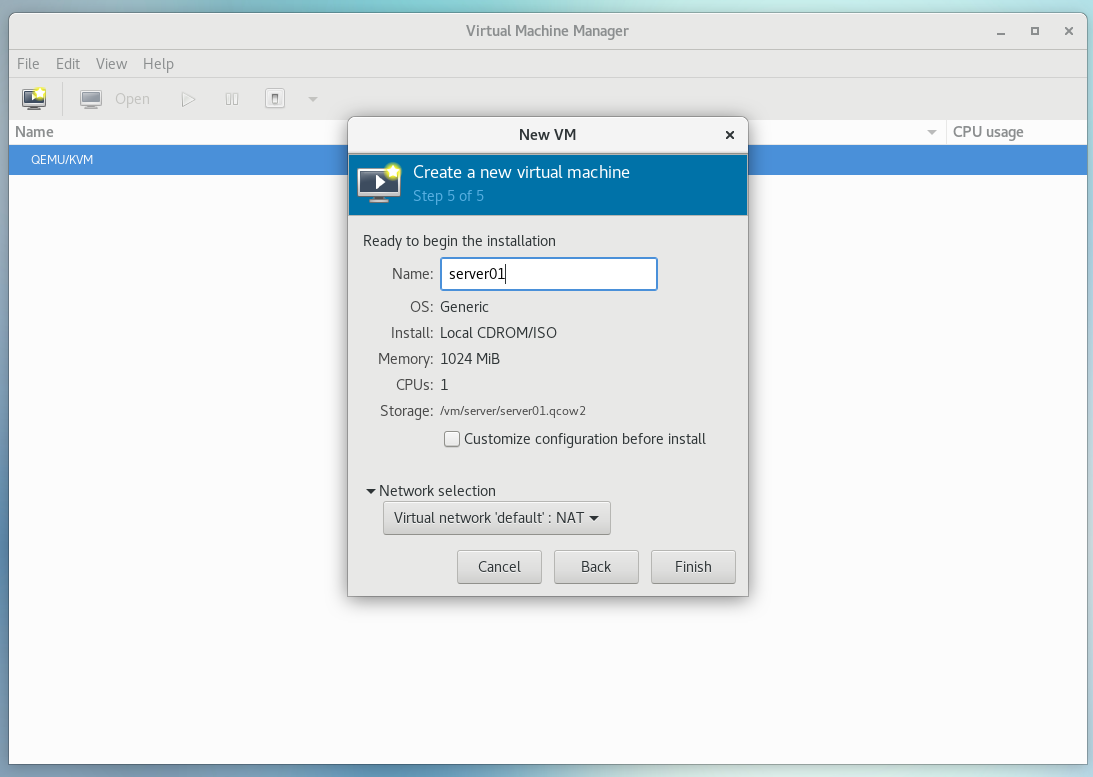 Virtual Machine Manager
File Edit View Help
Open
Name CPU usage
QEMU/KVM
New VM
Create a new virtual machine
Step 5 of 5
Ready to begin the installation
Name: server01
OS: Generic
Install: Local CDROM/ISO
Memory: 1024 MiB
CPUs: 1
Storage: /vm/server/server01.qcow2
Customize configuration before install
Network selection
Virtual network 'default' : NAT
Cancel Back Finish